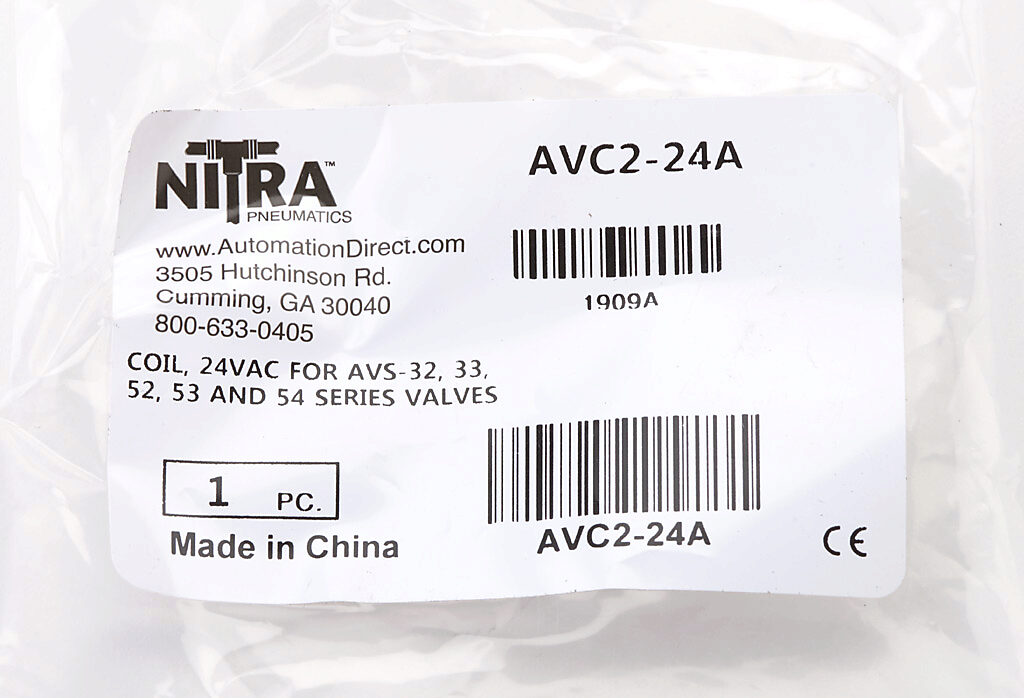 NITRA™
PNEUMATICS
www.AutomationDirect.com
3505 Hutchinson Rd.
Cumming, GA 30040
800-633-0405
COIL, 24VAC FOR AVS-32, 33,
52, 53 AND 54 SERIES VALVES
1 PC.
Made in China
AVC2-24A
1909A
AVC2-24A
CE